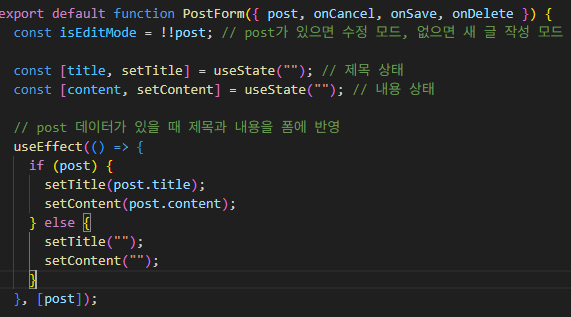 export default function PostForm({ post, onCancel, onSave, onDelete }) {
const isEditMode = !!post; // post가 있으면 수정 모드, 없으면 새 글 작성 모드
const [title, setTitle] = useState(""); // 제목 상태
const [content, setContent] = useState(""); // 내용 상태
// post 데이터가 있을 때 제목과 내용을 폼에 반영
useEffect(() => {
if (post) {
setTitle(post.title);
setContent(post.content);
} else {
setTitle("");
setContent("");
}
}, [post]);